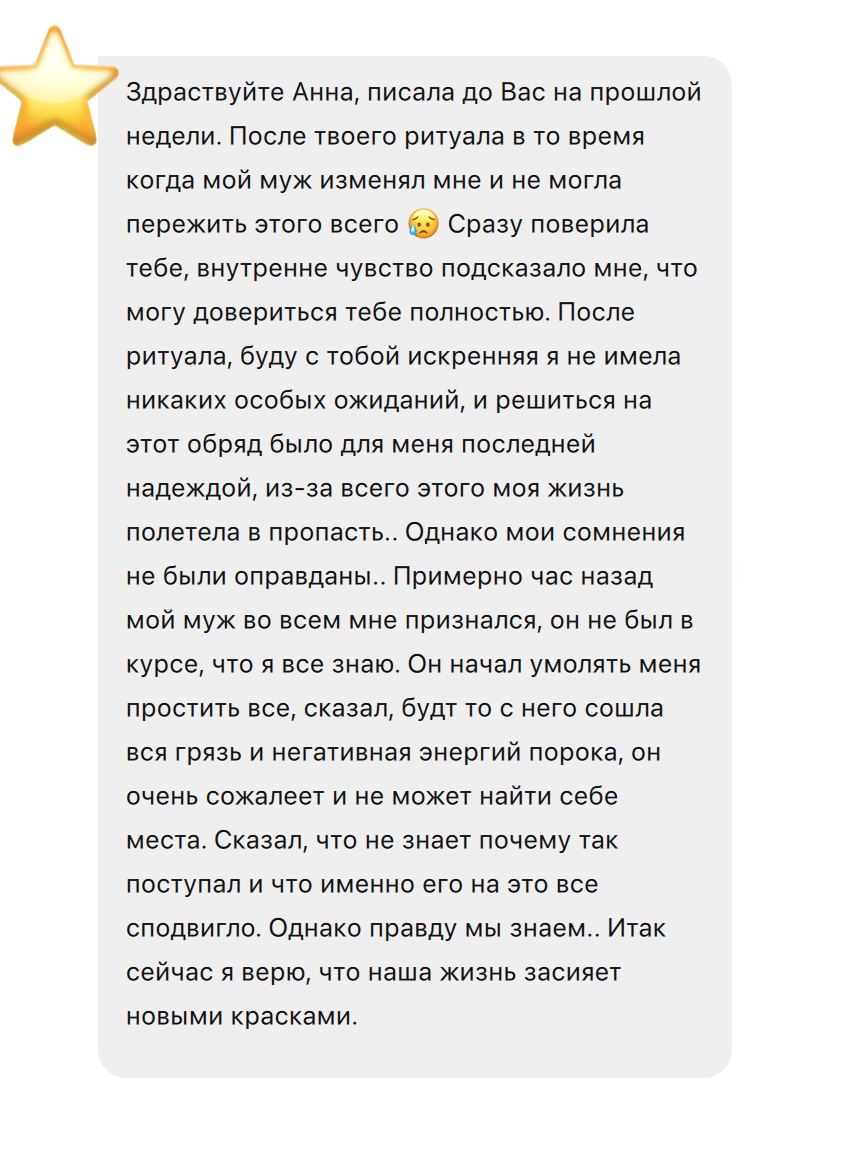 Здраствуйте Анна, писала до Вас на прошлой
недели. После твоего ритуала в то время
когда мой муж изменял мне и не могла
пережить этого всего 😥 Сразу поверила
тебе, внутренне чувство подсказало мне, что
могу довериться тебе полностью. После
ритуала, буду с тобой искренняя я не имела
никаких особых ожиданий, и решиться на
этот обряд было для меня последней
надеждой, из-за всего этого моя жизнь
полетела в пропасть.. Однако мои сомнения
не были оправданы.. Примерно час назад
мой муж во всем мне признался, он не был в
курсе, что я все знаю. Он начал умолять меня
простить все, сказал, будт то с него сошла
вся грязь и негативная энергий порока, он
очень сожалеет и не может найти себе
места. Сказал, что не знает почему так
поступал и что именно его на это все
сподвигло. Однако правду мы знаем.. Итак
сейчас я верю, что наша жизнь засияет
новыми красками.